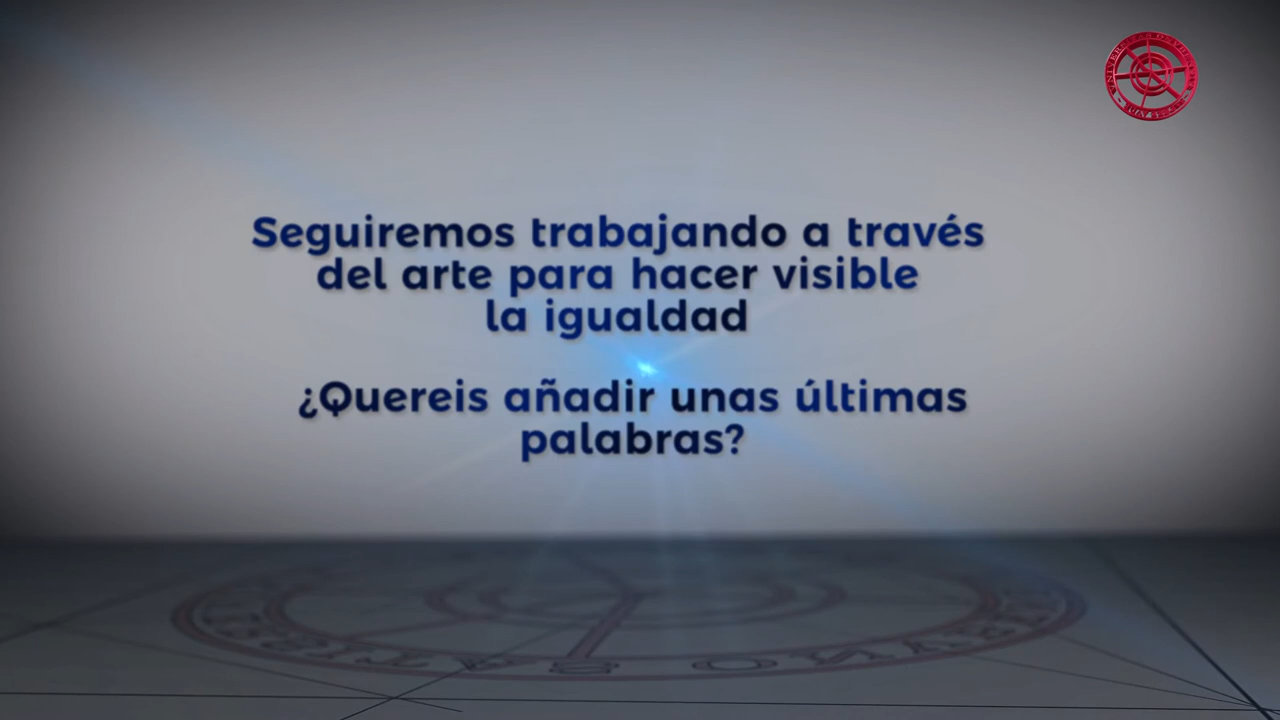 Seguiremos trabajando a través
del arte para hacer visible
la igualdad
¿Quereis añadir unas últimas
palabras?